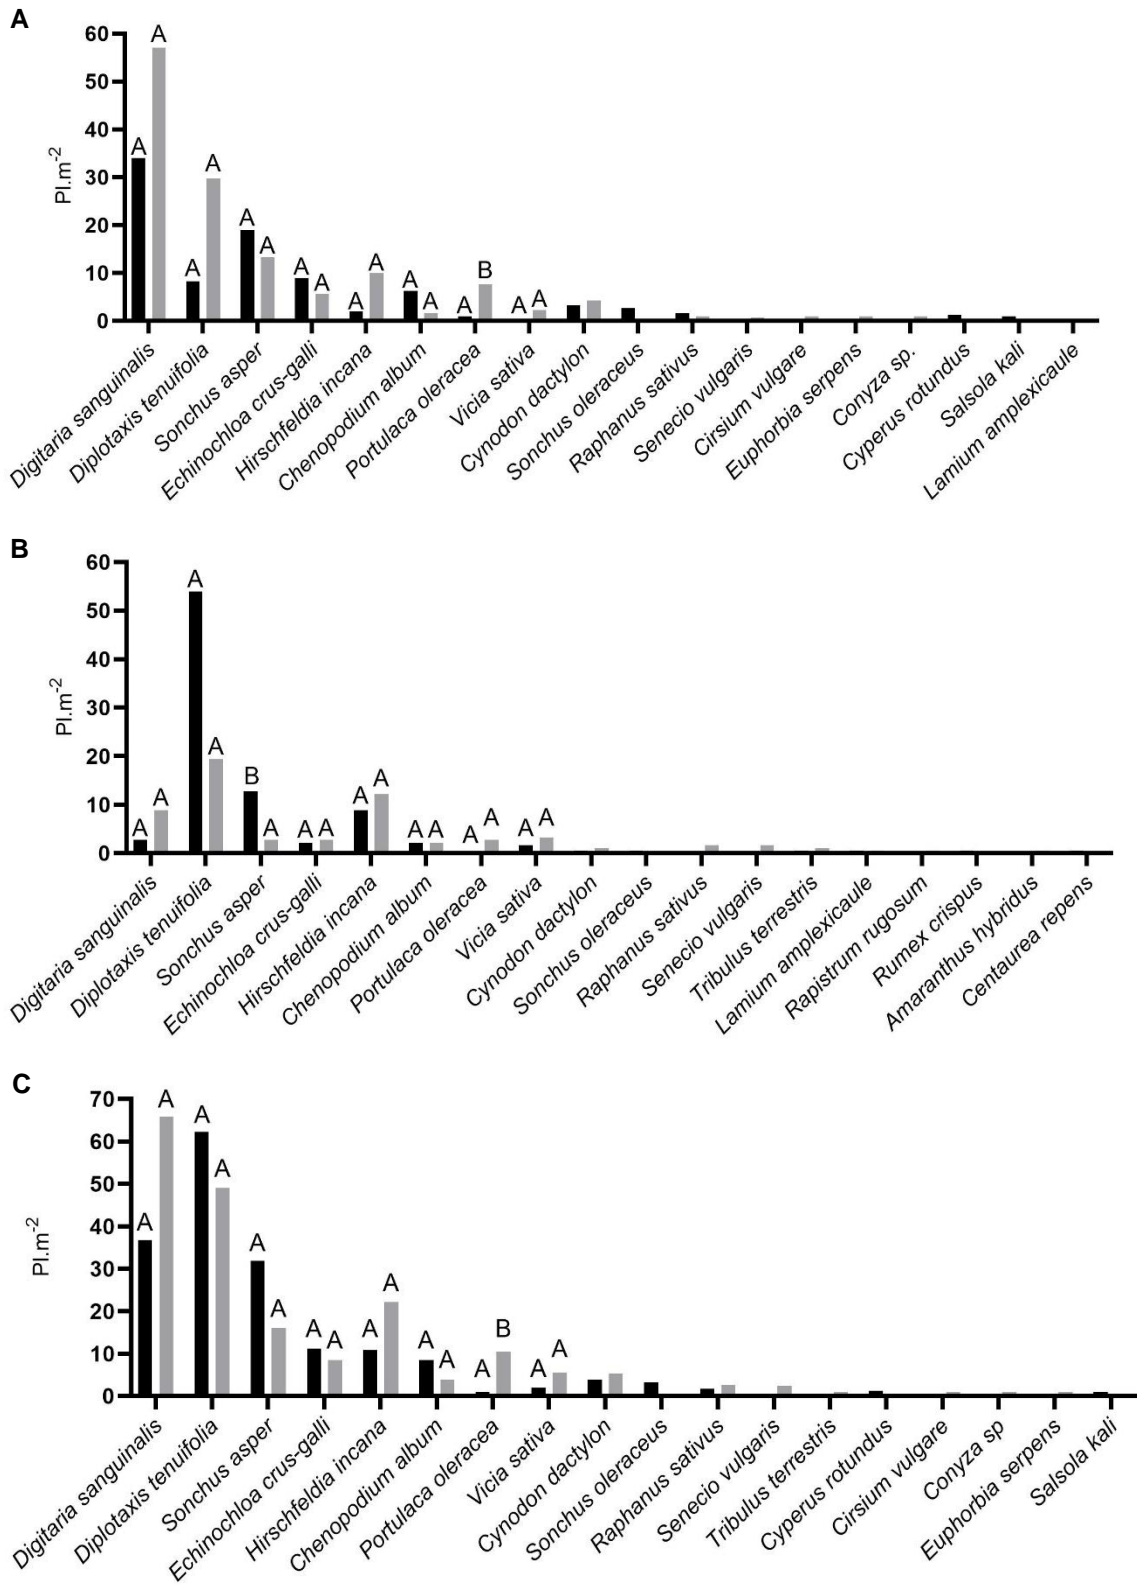 A
60
50
40
30
20
10
0
Pl.m-2
A A
A A
A A
A A
A A
A A
A B
A A
Digitaria sanguinalis
Diplotaxis tenuifolia
Sonchus asper
Echinochloa crus-galli
Hirschfeldia incana
Chenopodium album
Portulaca oleracea
Vicia sativa
Cynodon dactylon
Sonchus oleraceus
Raphanus sativus
Senecio vulgaris
Cirsium vulgare
Euphorbia serpens
Conyza sp.
Cyperus rotundus
Salsola kali
Lamium amplexicaule
B
60
50
40
30
20
10
0
Pl.m-2
A A
A A
B A
A A
A A
A A
A A
A A
Digitaria sanguinalis
Diplotaxis tenuifolia
Sonchus asper
Echinochloa crus-galli
Hirschfeldia incana
Chenopodium album
Portulaca oleracea
Vicia sativa
Cynodon dactylon
Sonchus oleraceus
Raphanus sativus
Senecio vulgaris
Tribulus terrestris
Lamium amplexicaule
Rapistrum rugosum
Rumex crispus
Amaranthus hybridus
Centaurea repens
C
70
60
50
40
30
20
10
0
Pl.m-2
A A
A A
A A
A A
A A
A A
A B
A A
Digitaria sanguinalis
Diplotaxis tenuifolia
Sonchus asper
Echinochloa crus-galli
Hirschfeldia incana
Chenopodium album
Portulaca oleracea
Vicia sativa
Cynodon dactylon
Sonchus oleraceus
Raphanus sativus
Senecio vulgaris
Tribulus terrestris
Cyperus rotundus
Cirsium vulgare
Conyza sp
Euphorbia serpens
Salsola kali